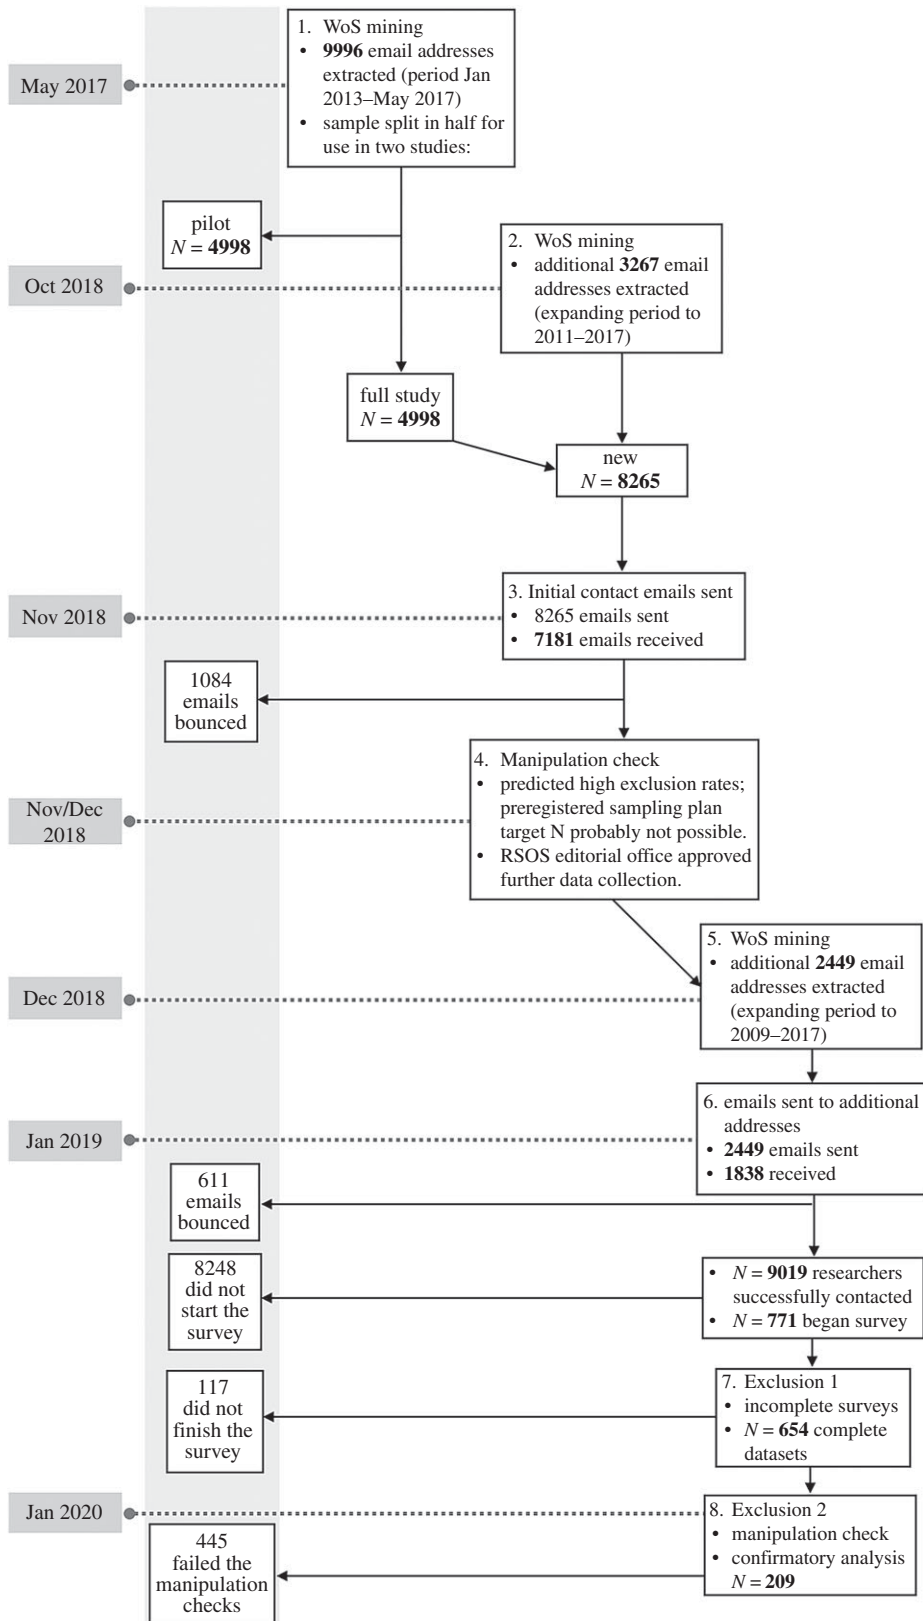 1. WoS mining
• 9996 email addresses
extracted (period Jan
2013–May 2017)
• sample split in half for
use in two studies:
May 2017
pilot
N = 4998
2. WoS mining
• additional 3267 email
addresses extracted
(expanding period to
2011–2017)
Oct 2018
full study
N = 4998
new
N = 8265
3. Initial contact emails sent
• 8265 emails sent
• 7181 emails received
Nov 2018
1084
emails
bounced
4. Manipulation check
• predicted high exclusion rates;
preregistered sampling plan
target N probably not possible.
• RSOS editorial office approved
further data collection.
Nov/Dec
2018
5. WoS mining
• additional 2449 email
addresses extracted
(expanding period to
2009–2017)
Dec 2018
6. emails sent to additional
addresses
• 2449 emails sent
• 1838 received
Jan 2019
611
emails
bounced
• N = 9019 researchers
successfully contacted
• N = 771 began survey
8248
did not
start the
survey
7. Exclusion 1
• incomplete surveys
• N = 654 complete
datasets
117
did not
finish the
survey
8. Exclusion 2
• manipulation check
• confirmatory analysis
N = 209
Jan 2020
445
failed the
manipulation
checks